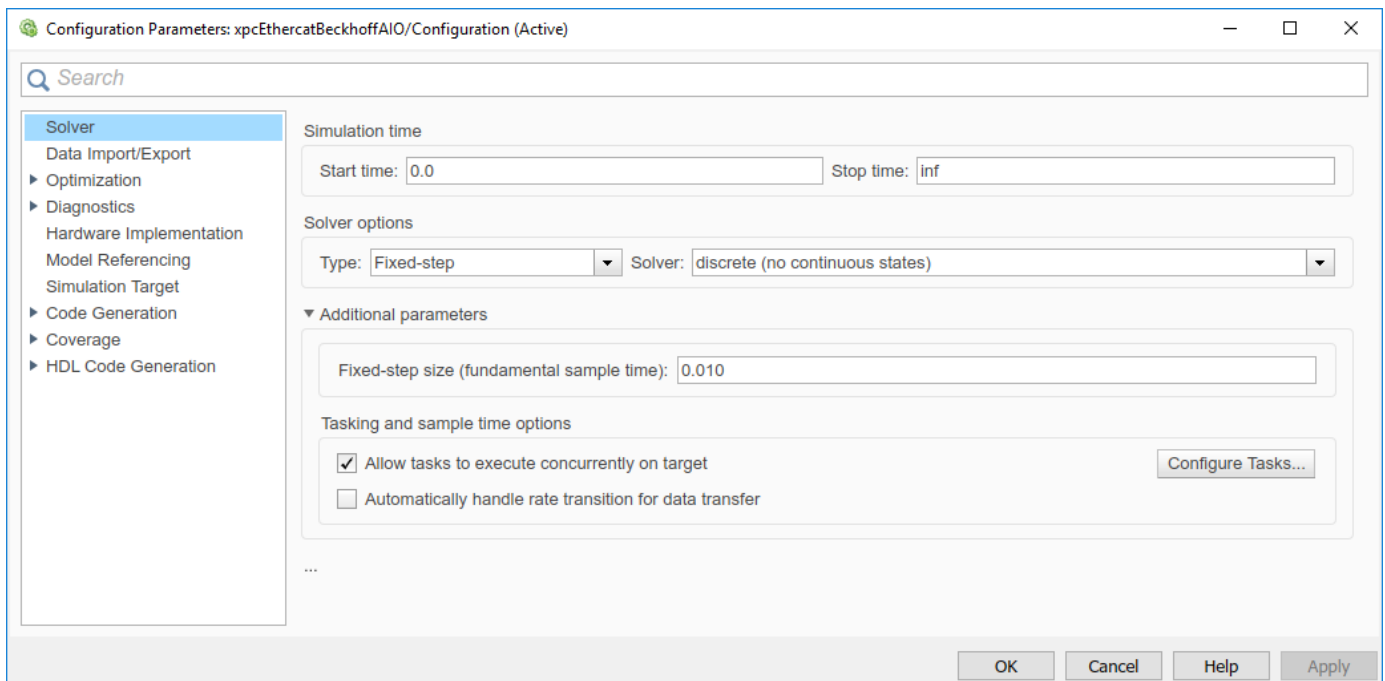 Configuration Parameters: xpcEthercatBeckhoffAIO/Configuration (Active)
Search
Solver
Data Import/Export
Optimization
Diagnostics
Hardware Implementation
Model Referencing
Simulation Target
Code Generation
Coverage
HDL Code Generation
Simulation time
Start time: 0.0 Stop time: inf
Solver options
Type: Fixed-step Solver: discrete (no continuous states)
Additional parameters
Fixed-step size (fundamental sample time): 0.010
Tasking and sample time options
Allow tasks to execute concurrently on target Configure Tasks...
Automatically handle rate transition for data transfer
...
OK Cancel Help Apply